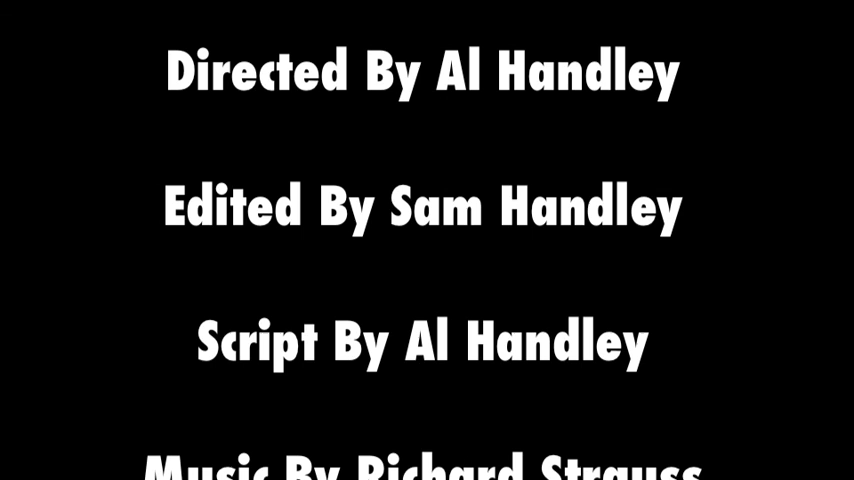 Directed By Al Handley
Edited By Sam Handley
Script By Al Handley
Music By Richard Strauss